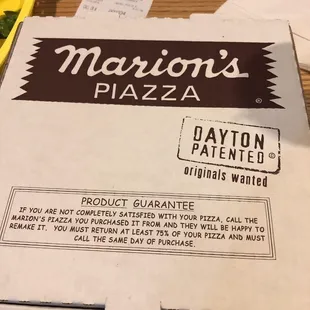 Marion's
PIAZZA ®
DAYTON
PATENTED ©
originals wanted
PRODUCT GUARANTEE
IF YOU ARE NOT COMPLETELY SATISFIED WITH YOUR PIZZA, CALL THE
MARION'S PIAZZA YOU PURCHASED IT FROM AND THEY WILL BE HAPPY TO
REMAKE IT. YOU MUST RETURN AT LEAST 75% OF YOUR PIZZA AND MUST
CALL THE SAME DAY OF PURCHASE.